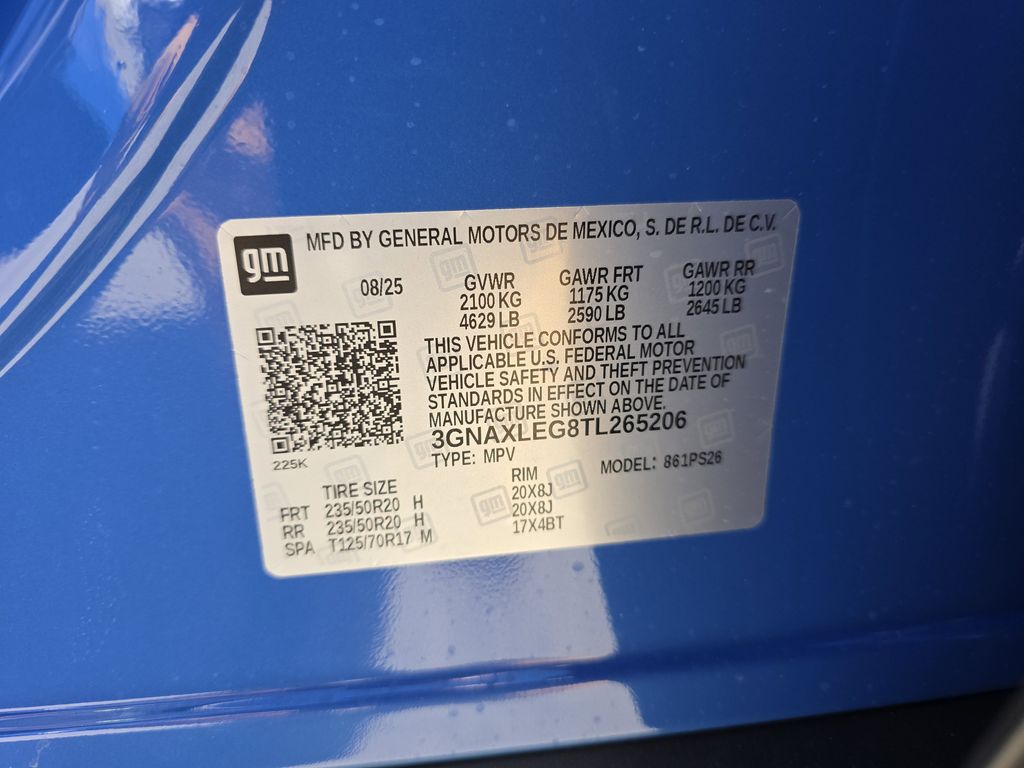 gm
MFD BY GENERAL MOTORS DE MEXICO, S. DE R.L. DE C.V.
08/25 GVWR GAWR FRT GAWR RR
2100 KG 1175 KG 1200 KG
4629 LB 2590 LB 2645 LB
THIS VEHICLE CONFORMS TO ALL
APPLICABLE U.S. FEDERAL MOTOR
VEHICLE SAFETY AND THEFT PREVENTION
STANDARDS IN EFFECT ON THE DATE OF
MANUFACTURE SHOWN ABOVE.
3GNAXLEG8TL265206
225K TYPE: MPV MODEL: 861PS26
TIRE SIZE RIM
FRT 235/50R20 H 20X8J
RR 235/50R20 H 20X8J
SPA T125/70R17 M 17X4BT